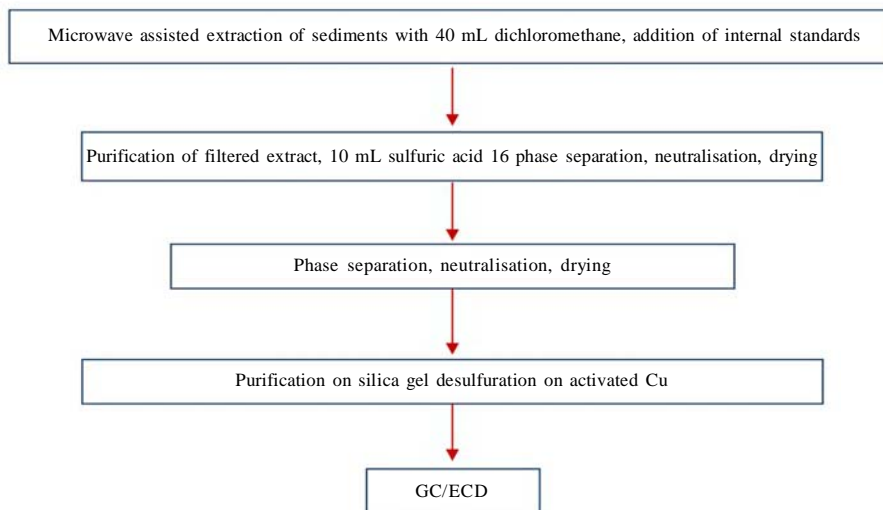 Microwave assisted extraction of sediments with 40 mL dichloromethane, addition of internal standards
Purification of filtered extract, 10 mL sulfuric acid 16 phase separation, neutralisation, drying
Phase separation, neutralisation, drying
Purification on silica gel desulfuration on activated Cu
GC/ECD